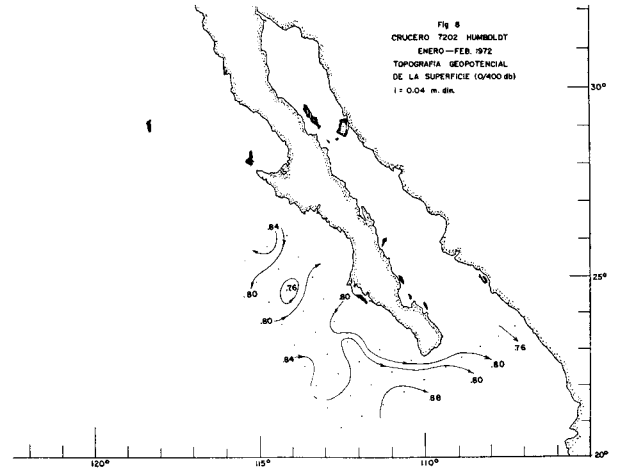 Fig 8
CRUCERO 7202 HUMBOLDT
ENERO-FEB. 1972
TOPOGRAFIA GEOPOTENCIAL
DE LA SUPERFICIE (0/400 db)
i = 0.04 m. din.
30°
.84
.80
.76
25°
.80
.80
.76
.84
.80
.80
.88
120°
115°
110°
20°